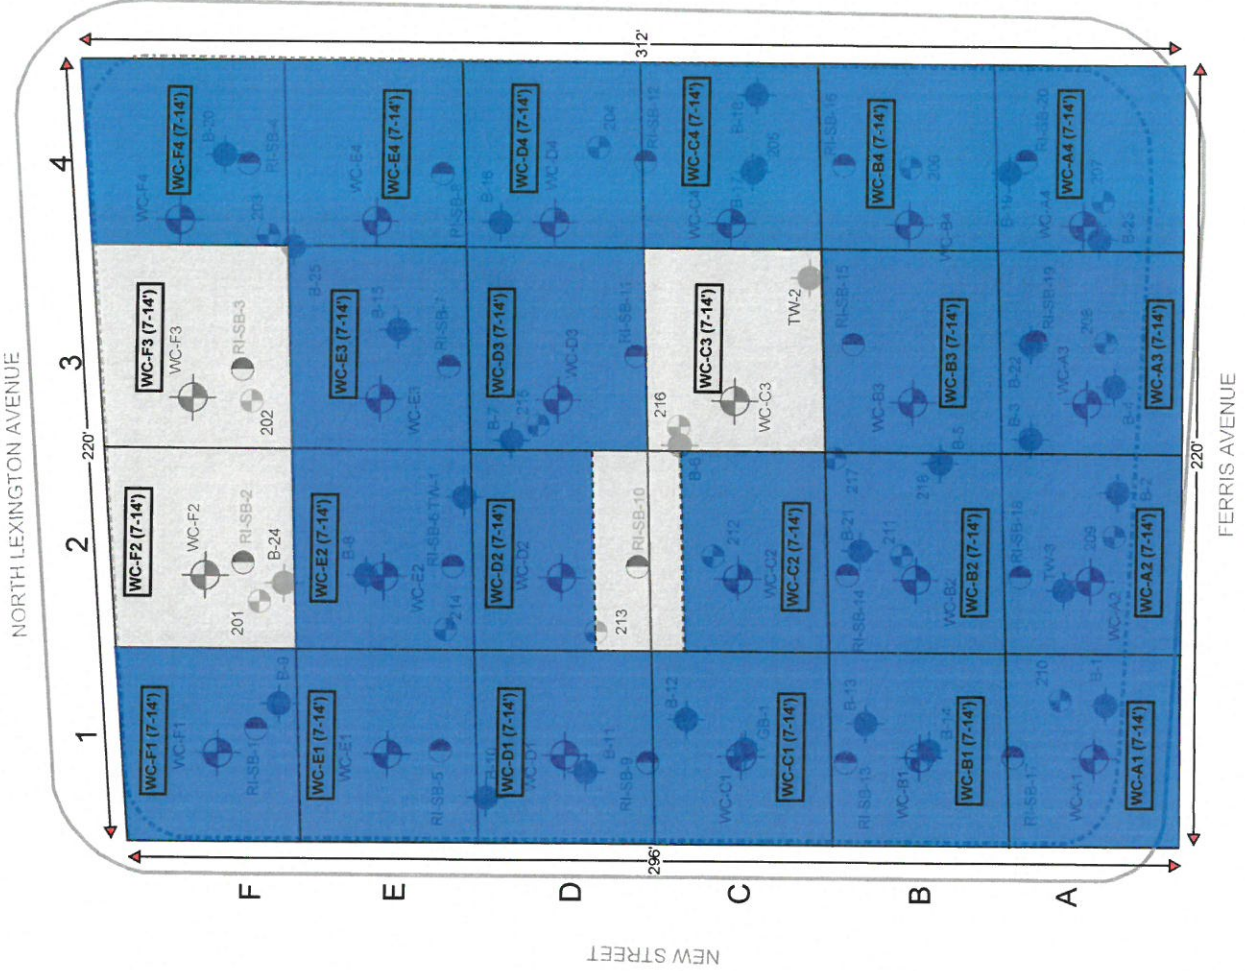 NORTH LEXINGTON AVENUE
NEW STREET
FERRIS AVENUE
312'
220'
296'
220'
1
2
3
4
F
E
D
C
B
A
WC-F1 (7-14')
WC-F1
RI-SB-1
B-9
WC-F2 (7-14')
WC-F2
RI-SB-2
B-24
201
WC-F3 (7-14')
WC-F3
RI-SB-3
202
WC-F4
WC-F4 (7-14')
B-20
RI-SB-4
203
B-25
WC-E1 (7-14')
WC-E1
RI-SB-5
B-10
WC-E2 (7-14')
B-8
WC-E2
RI-SB-6
TW-1
214
WC-E3 (7-14')
B-15
WC-E3
RI-SB-7
WC-E4
WC-E4 (7-14')
RI-SB-8
WC-D1 (7-14')
WC-D1
B-11
RI-SB-9
WC-D2 (7-14')
WC-D2
213
RI-SB-10
WC-D3 (7-14')
B-7
215
WC-D3
RI-SB-11
B-16
WC-D4 (7-14')
WC-D4
204
RI-SB-12
B-12
WC-C1
GB-1
WC-C1 (7-14')
212
WC-C2
WC-C2 (7-14')
216
B-6
WC-C3 (7-14')
WC-C3
TW-2
WC-C4 (7-14')
WC-C4
B-17
B-18
205
RI-SB-13
B-13
WC-B1
B-14
WC-B1 (7-14')
RI-SB-14
B-21
211
WC-B2
WC-B2 (7-14')
217
218
B-5
RI-SB-15
WC-B3
WC-B3 (7-14')
RI-SB-16
WC-B4 (7-14')
206
WC-B4
RI-SB-17
210
WC-A1
B-1
WC-A1 (7-14')
RI-SB-18
TW-3
209
WC-A2
B-2
WC-A2 (7-14')
B-3
B-22
RI-SB-19
WC-A3
208
B-4
WC-A3 (7-14')
B-19
RI-SB-20
WC-A4
WC-A4 (7-14')
207
B-23